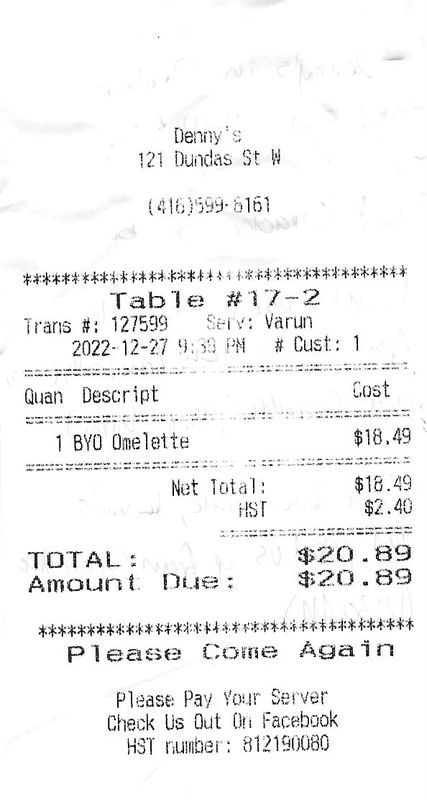 Denny's
121 Dundas St W
(416)599-6161
****************************************
Table #17-2
Trans #: 127599 Serv: Varun
2022-12-27 9:39 PM # Cust: 1
Quan Descript Cost
1 BYO Omelette $18.49
Net Total: $18.49
HST $2.40
TOTAL: $20.89
Amount Due: $20.89
****************************************
Please Come Again
Please Pay Your Server
Check Us Out On Facebook
HST number: 812190080